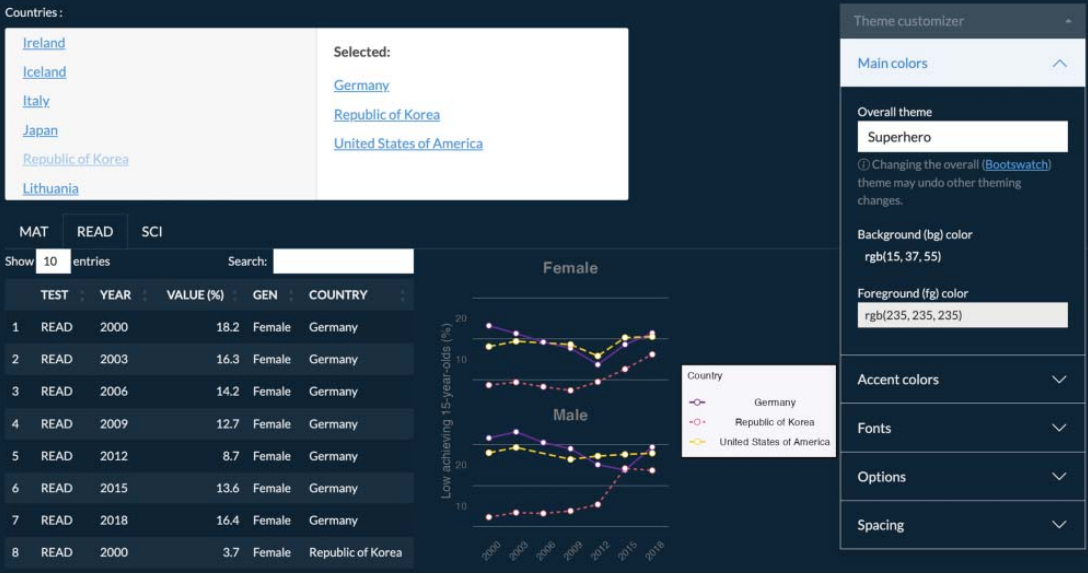 Countries :
Ireland
Iceland
Italy
Japan
Republic of Korea
Lithuania
Selected:
Germany
Republic of Korea
United States of America
MAT READ SCI
Show 10 entries Search:
TEST YEAR VALUE (%) GEN COUNTRY
1 READ 2000 18.2 Female Germany
2 READ 2003 16.3 Female Germany
3 READ 2006 14.2 Female Germany
4 READ 2009 12.7 Female Germany
5 READ 2012 8.7 Female Germany
6 READ 2015 13.6 Female Germany
7 READ 2018 16.4 Female Germany
8 READ 2000 3.7 Female Republic of Korea
Low achieving 15-year-olds (%)
Female
20
10
Male
20
10
2000 2003 2006 2009 2012 2015 2018
Country
Germany
Republic of Korea
United States of America
Theme customizer
Main colors
Overall theme
Superhero
ⓘ Changing the overall (Bootswatch)
theme may undo other theming
changes.
Background (bg) color
rgb(15, 37, 55)
Foreground (fg) color
rgb(235, 235, 235)
Accent colors
Fonts
Options
Spacing